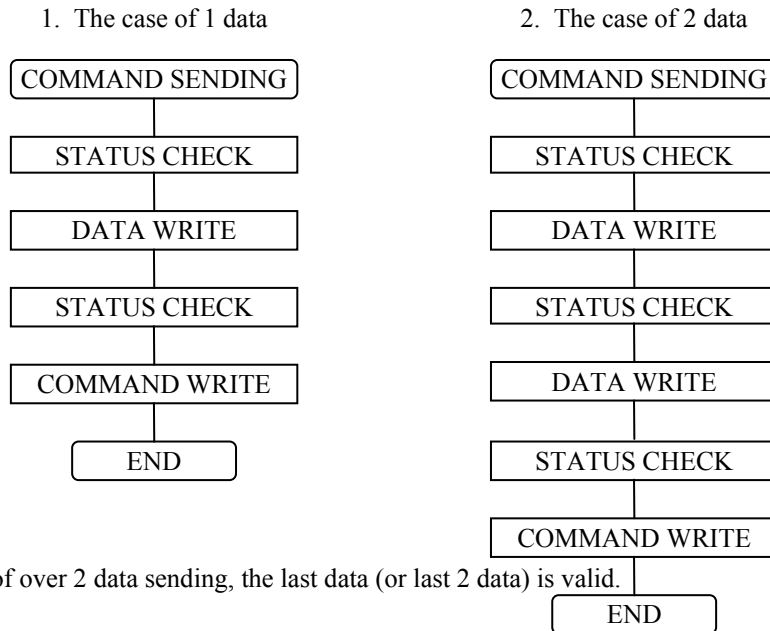 1. The case of 1 data
COMMAND SENDING
STATUS CHECK
DATA WRITE
STATUS CHECK
COMMAND WRITE
END
2. The case of 2 data
COMMAND SENDING
STATUS CHECK
DATA WRITE
STATUS CHECK
DATA WRITE
STATUS CHECK
COMMAND WRITE
END
of over 2 data sending, the last data (or last 2 data) is valid.